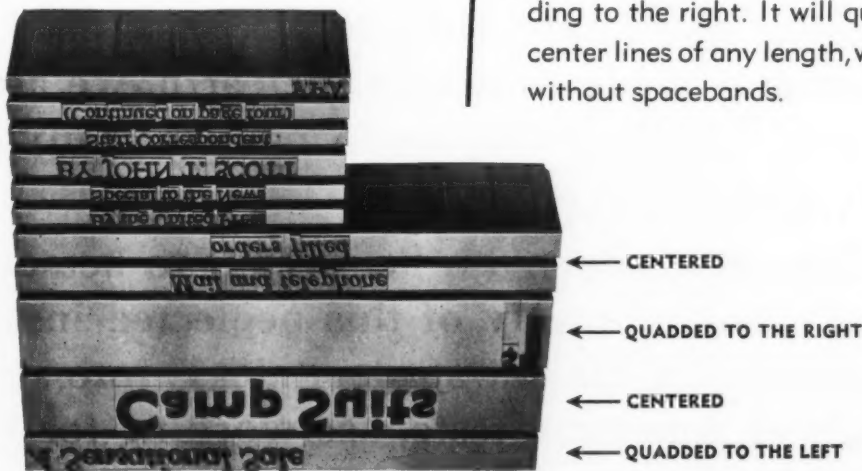 ding to the right. It will qu
center lines of any length, w
without spacebands.
F.P.A.
(Continued on page four)
Staff Correspondent.
BY JOHN T. SCOTT
Special to the News
By the United Press
orders filled
Mail and telephone
Camp Suits
Sensational Sale
← CENTERED
← QUADDED TO THE RIGHT
← CENTERED
← QUADDED TO THE LEFT